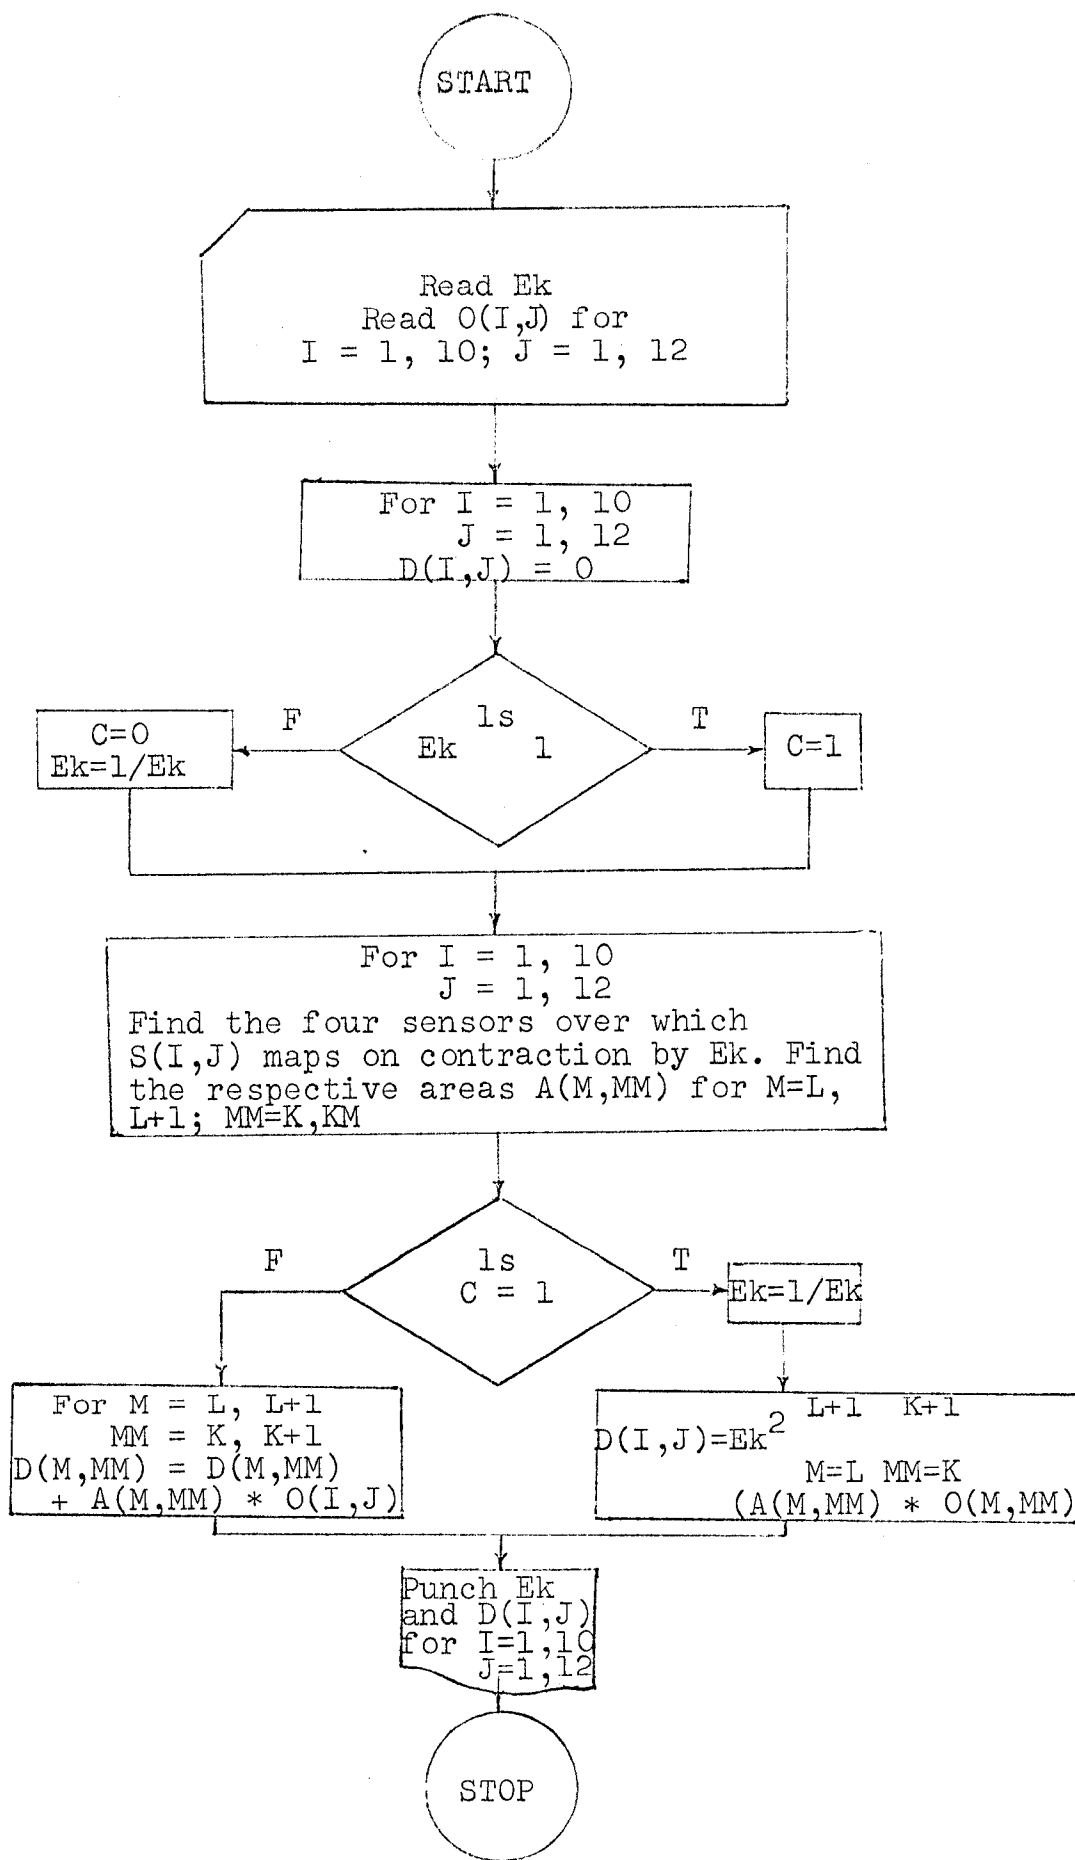 START
Read Ek
Read O(I,J) for
I = 1, 10; J = 1, 12
For I = 1, 10
J = 1, 12
D(I,J) = 0
F
1s
Ek 1
T
C=0
Ek=1/Ek
C=1
For I = 1, 10
J = 1, 12
Find the four sensors over which
S(I,J) maps on contraction by Ek. Find
the respective areas A(M,MM) for M=L,
L+1; MM=K,KM
F
1s
C = 1
T
Ek=1/Ek
For M = L, L+1
MM = K, K+1
D(M,MM) = D(M,MM)
+ A(M,MM) * O(I,J)
L+1 K+1
D(I,J)=Ek²
M=L MM=K
(A(M,MM) * O(M,MM)
Punch Ek
and D(I,J)
for I=1,10
J=1,12
STOP